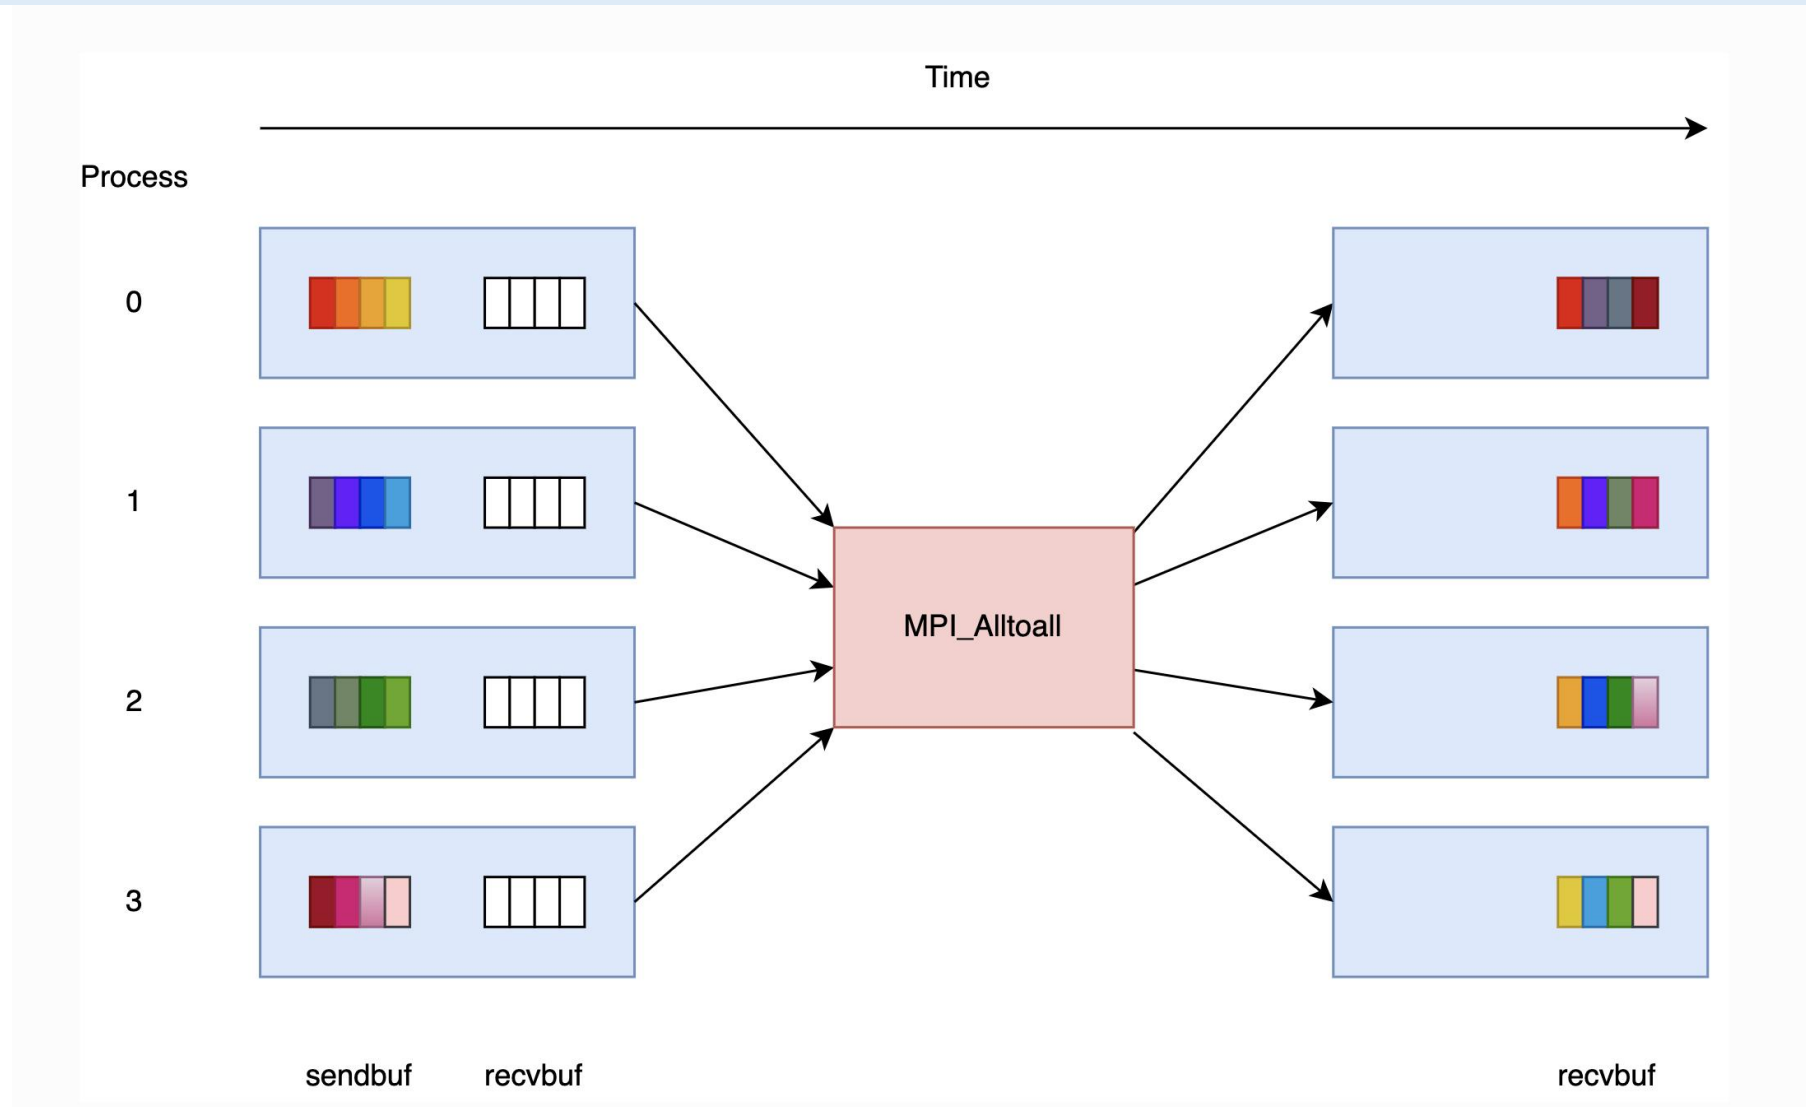 Time
Process
0
1
MPI_Alltoall
2
3
sendbuf recvbuf recvbuf